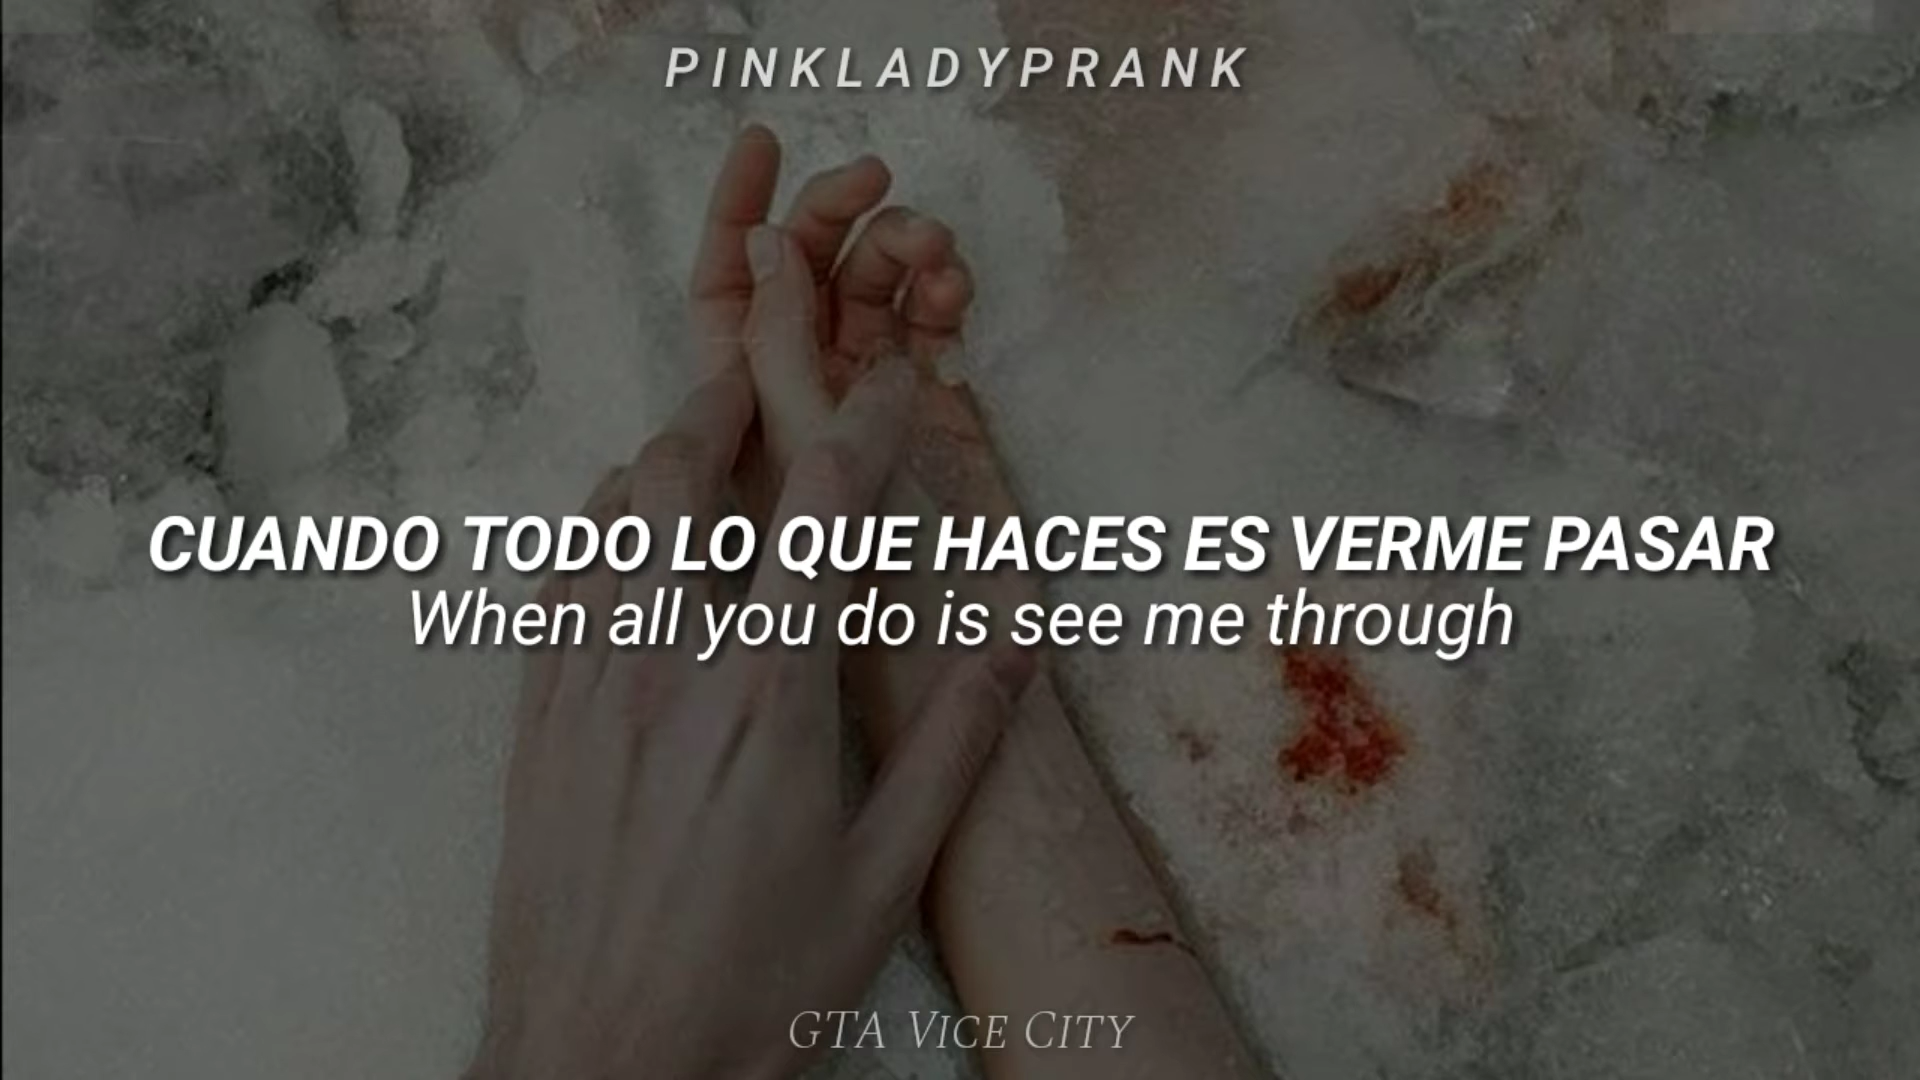 PINKLADYPRANK
CUANDO TODO LO QUE HACES ES VERME PASAR
When all you do is see me through
GTA VICE CITY